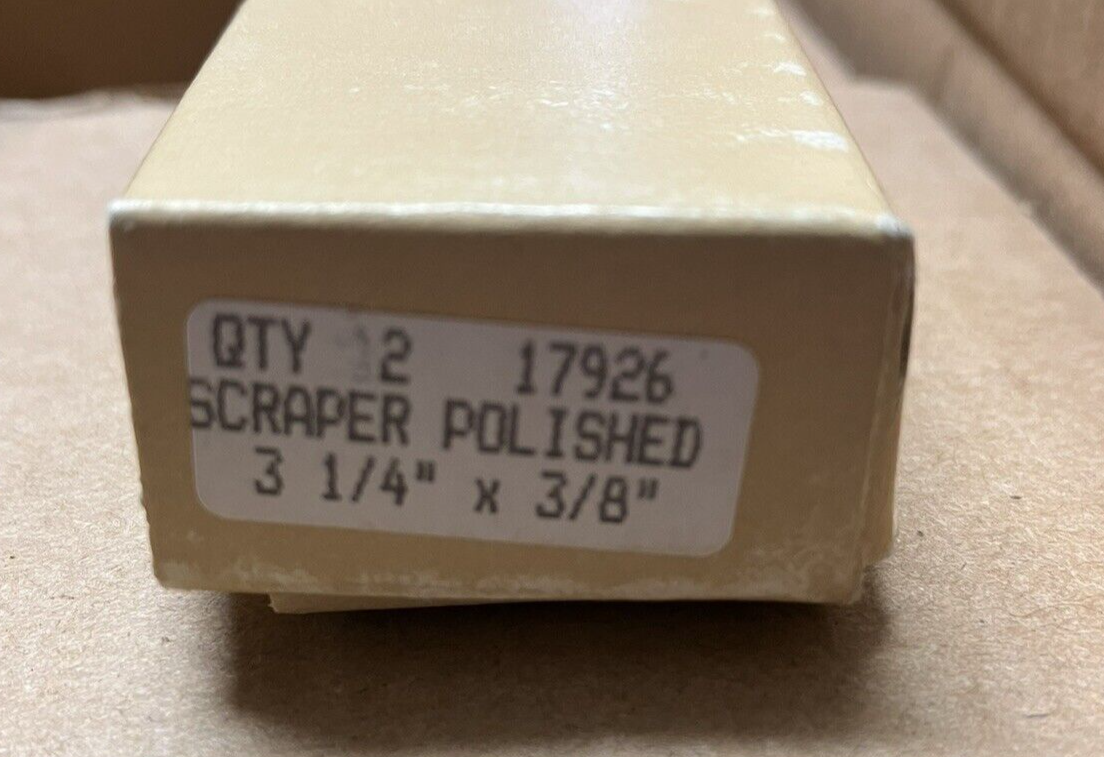 QTY 12 17926
SCRAPER POLISHED
3 1/4" x 3/8"